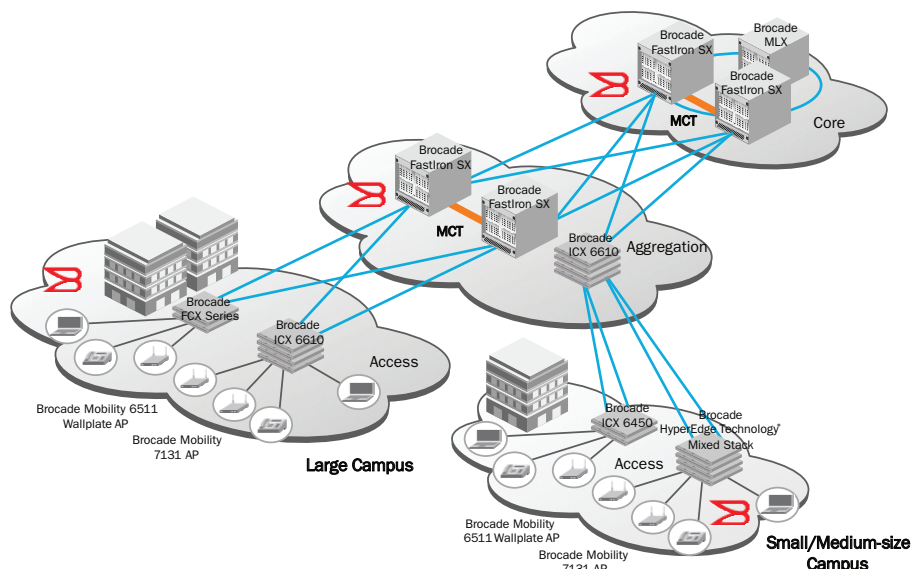 Brocade
FastIron SX
Brocade
MLX
Brocade
FastIron SX
MCT
Core
Brocade
FastIron SX
Brocade
FastIron SX
MCT
Brocade
ICX 6610
Aggregation
Brocade
FCX Series
Brocade
ICX 6610
Access
Brocade Mobility 6511
Wallplate AP
Brocade Mobility
7131 AP
Large Campus
Brocade
ICX 6450
Brocade
HyperEdge Technology
Mixed Stack
Access
Brocade Mobility
6511 Wallplate AP
Brocade Mobility
7131 AP
Small/Medium-size
Campus